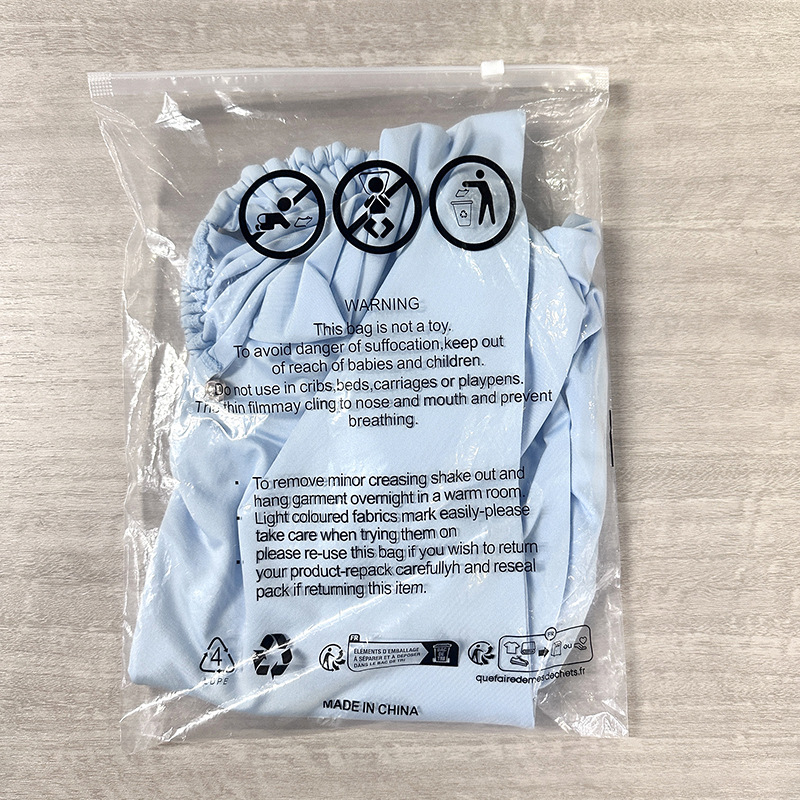 WARNING
This bag is not a toy.
To avoid danger of suffocation,keep out
of reach of babies and children.
Do not use in cribs,beds,carriages or playpens.
The thin filmmay cling to nose and mouth and prevent
breathing.
· To remove minor creasing shake out and
hang garment overnight in a warm room.
· Light coloured fabrics mark easily-please
take care when trying them on
· please re-use this bag if you wish to return
your product-repack carefullyh and reseal
pack if returning this item.
4
LDPE
FR
ÉLÉMENTS D'EMBALLAGE
À SÉPARER ET À DÉPOSER
DANS LE BAC DE TRI
FR
OU
quefairedemesdechets.fr
MADE IN CHINA